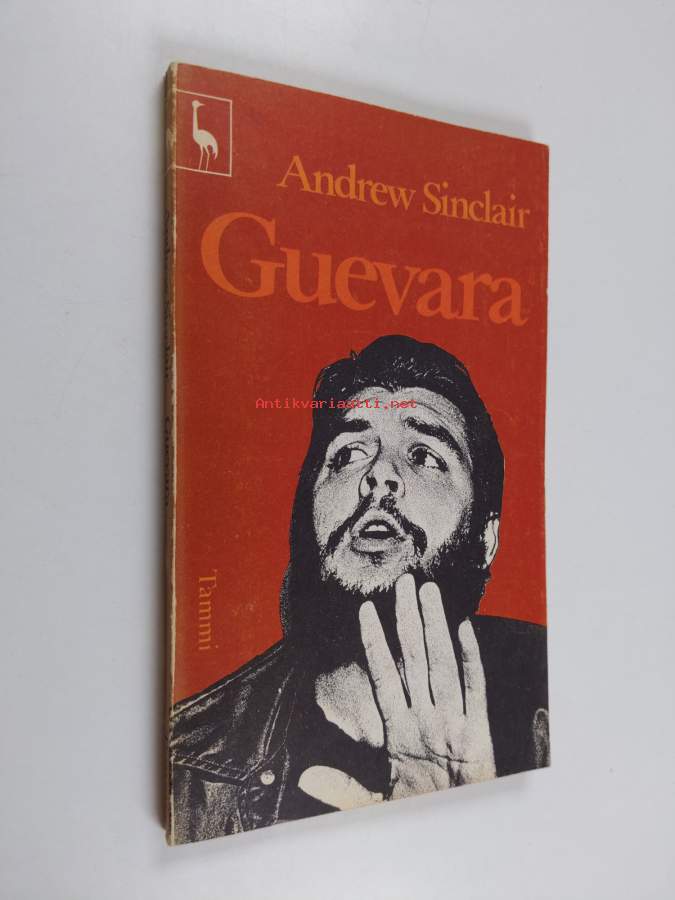 Andrew Sinclair
Guevara
Antikvariaatti.net
Tammi